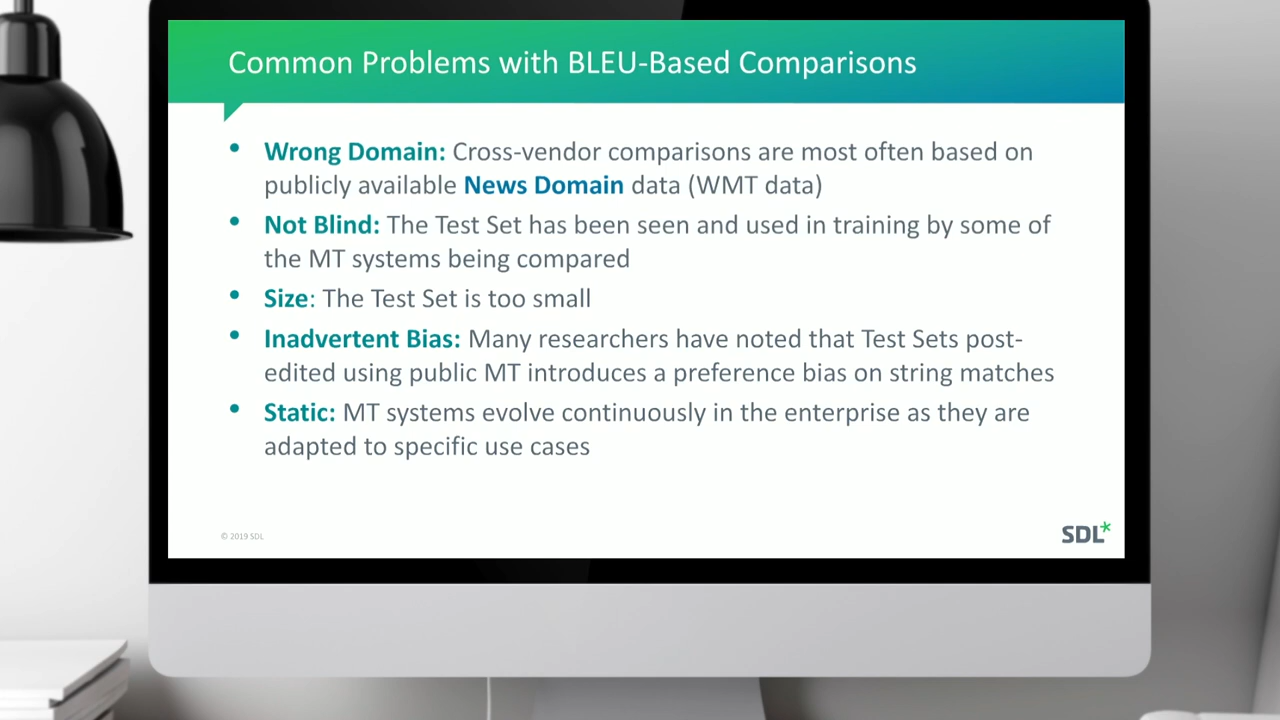 Common Problems with BLEU-Based Comparisons
• Wrong Domain: Cross-vendor comparisons are most often based on
publicly available News Domain data (WMT data)
• Not Blind: The Test Set has been seen and used in training by some of
the MT systems being compared
• Size: The Test Set is too small
• Inadvertent Bias: Many researchers have noted that Test Sets post-
edited using public MT introduces a preference bias on string matches
• Static: MT systems evolve continuously in the enterprise as they are
adapted to specific use cases
© 2019 SDL
SDL*